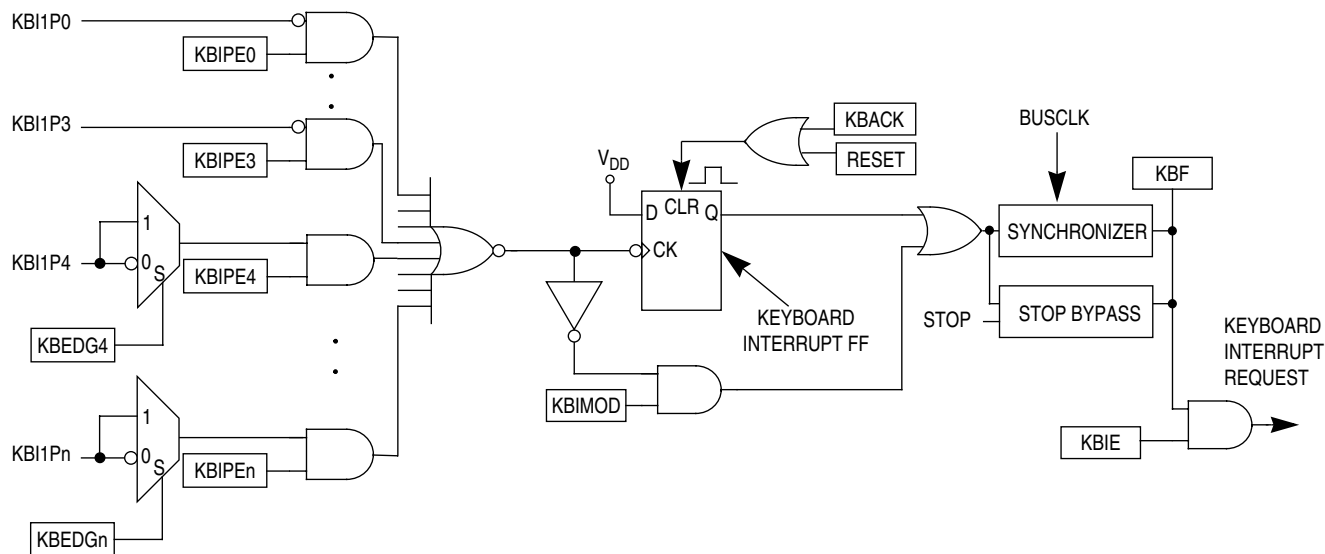 KBI1P0
KBIPE0
KBI1P3
KBIPE3
KBI1P4
1
0
S
KBIPE4
KBEDG4
KBI1Pn
1
0
S
KBIPEn
KBEDGn
VDD
D CLR Q
CK
KBACK
RESET
KEYBOARD
INTERRUPT FF
KBIMOD
BUSCLK
SYNCHRONIZER
KBF
STOP
STOP BYPASS
KEYBOARD
INTERRUPT
REQUEST
KBIE